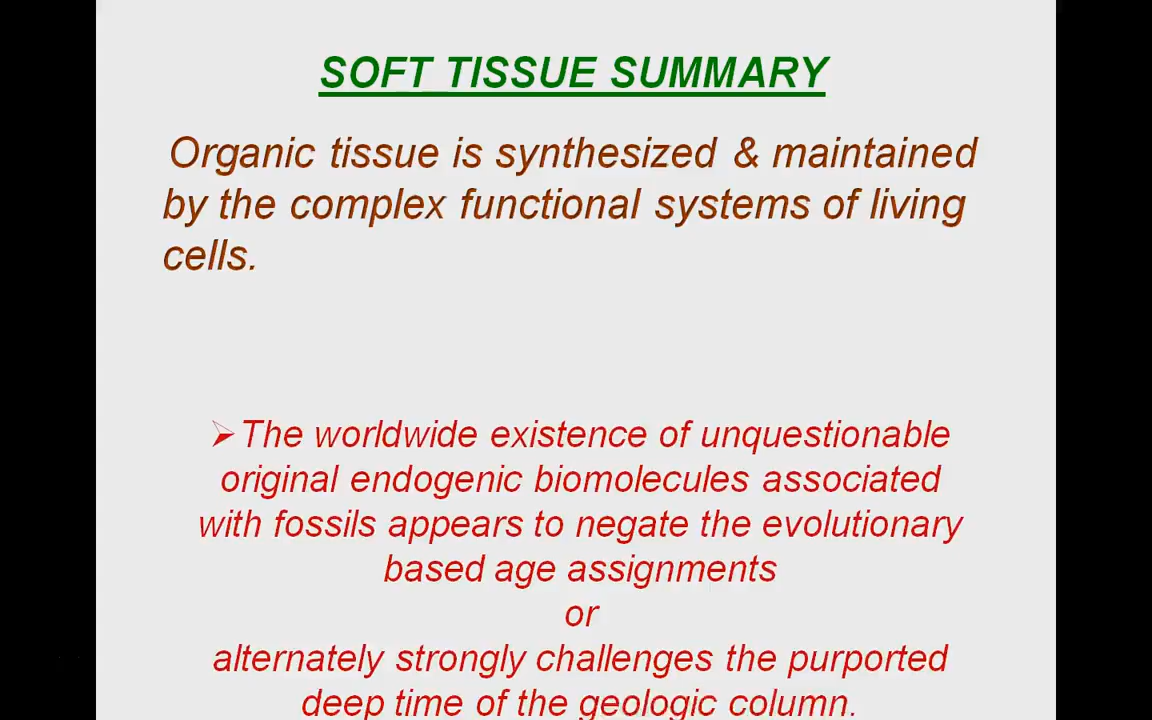 SOFT TISSUE SUMMARY
Organic tissue is synthesized & maintained
by the complex functional systems of living
cells.
➢The worldwide existence of unquestionable
original endogenic biomolecules associated
with fossils appears to negate the evolutionary
based age assignments
or
alternately strongly challenges the purported
deep time of the geologic column.